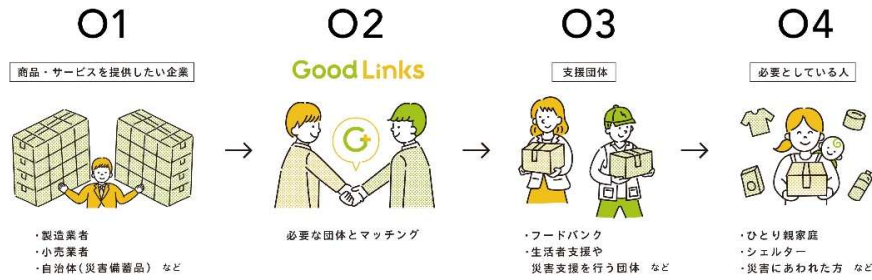 01
商品・サービスを提供したい企業
・製造業者
・小売業者
・自治体(災害備蓄品) など
02
Good Links
G+
必要な団体とマッチング
03
支援団体
・フードバンク
・生活者支援や
災害支援を行う団体 など
04
必要としている人
・ひとり親家庭
・シェルター
・災害にあわれた方 など